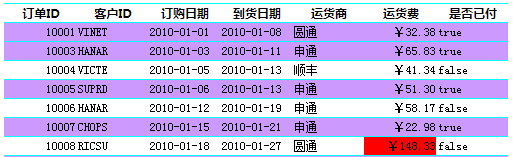 订单ID 客户ID 订购日期 到货日期 运货商 运货费 是否已付
10001 VINET 2010-01-01 2010-01-08 圆通 ￥32.38 true
10003 HANAR 2010-01-03 2010-01-11 申通 ￥65.83 true
10004 VICTE 2010-01-05 2010-01-13 顺丰 ￥41.34 false
10005 SUPRD 2010-01-06 2010-01-13 申通 ￥51.30 true
10006 HANAR 2010-01-12 2010-01-19 申通 ￥58.17 true
10007 CHOPS 2010-01-15 2010-01-21 申通 ￥22.98 true
10008 RICSU 2010-01-18 2010-01-27 圆通 ￥148.33 false